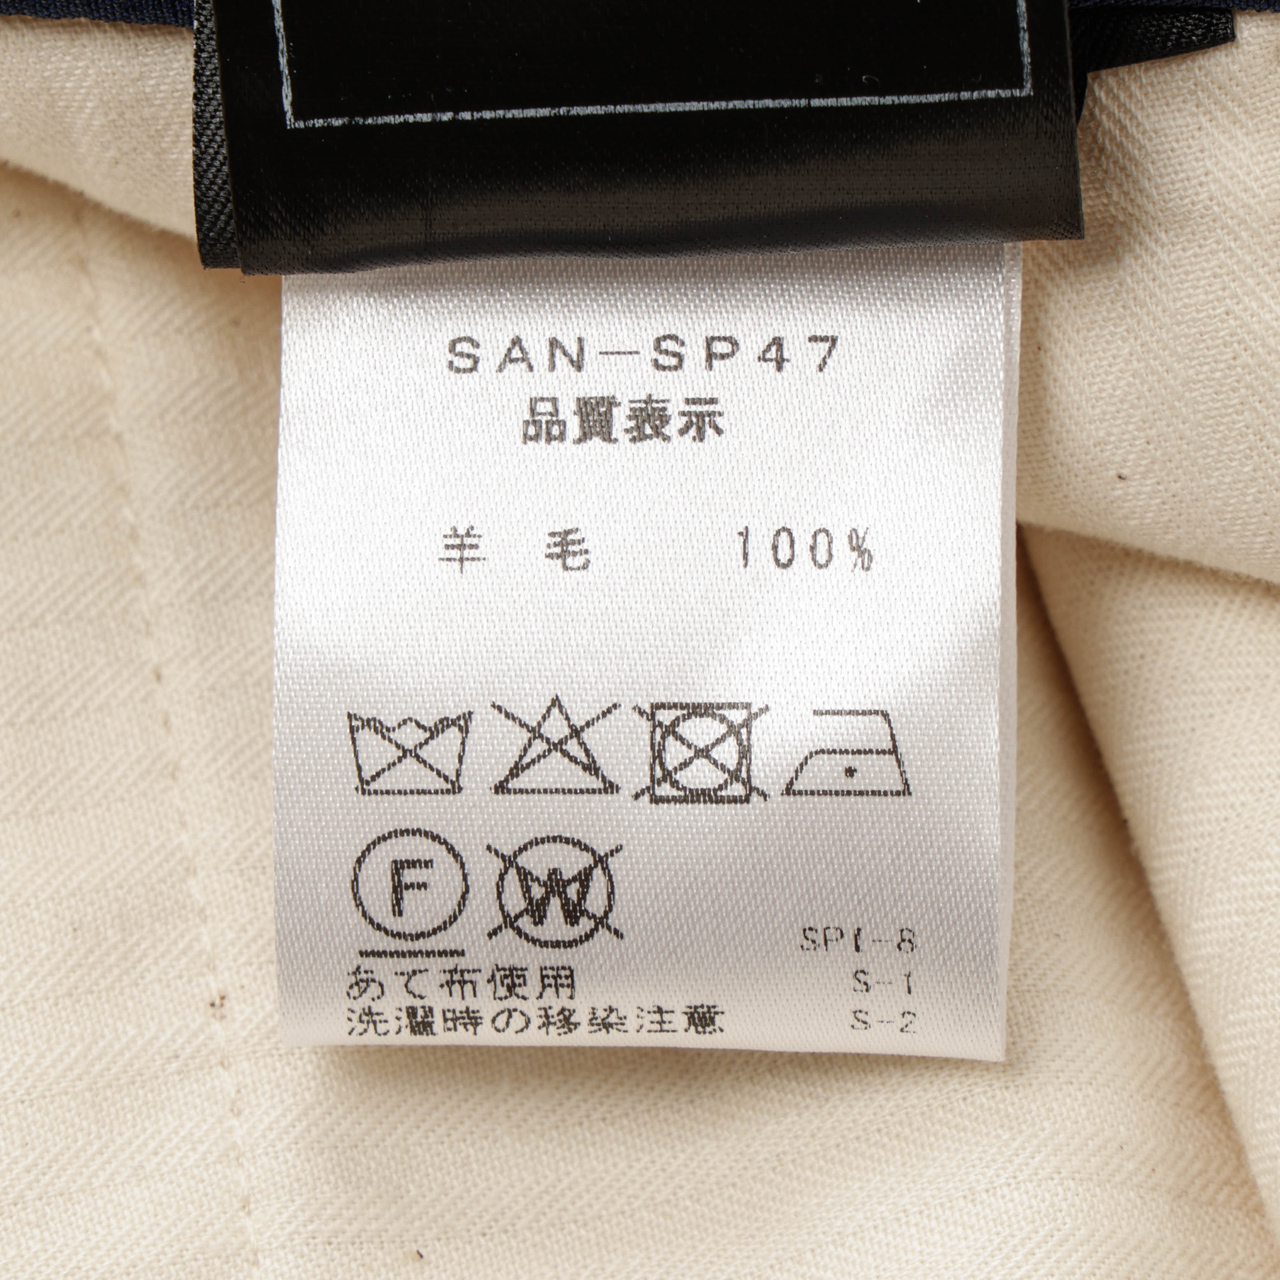 SAN-SP47
品質表示
羊 毛 100%
F W
SP1-8
あて布使用 S-1
洗濯時の移染注意 S-2